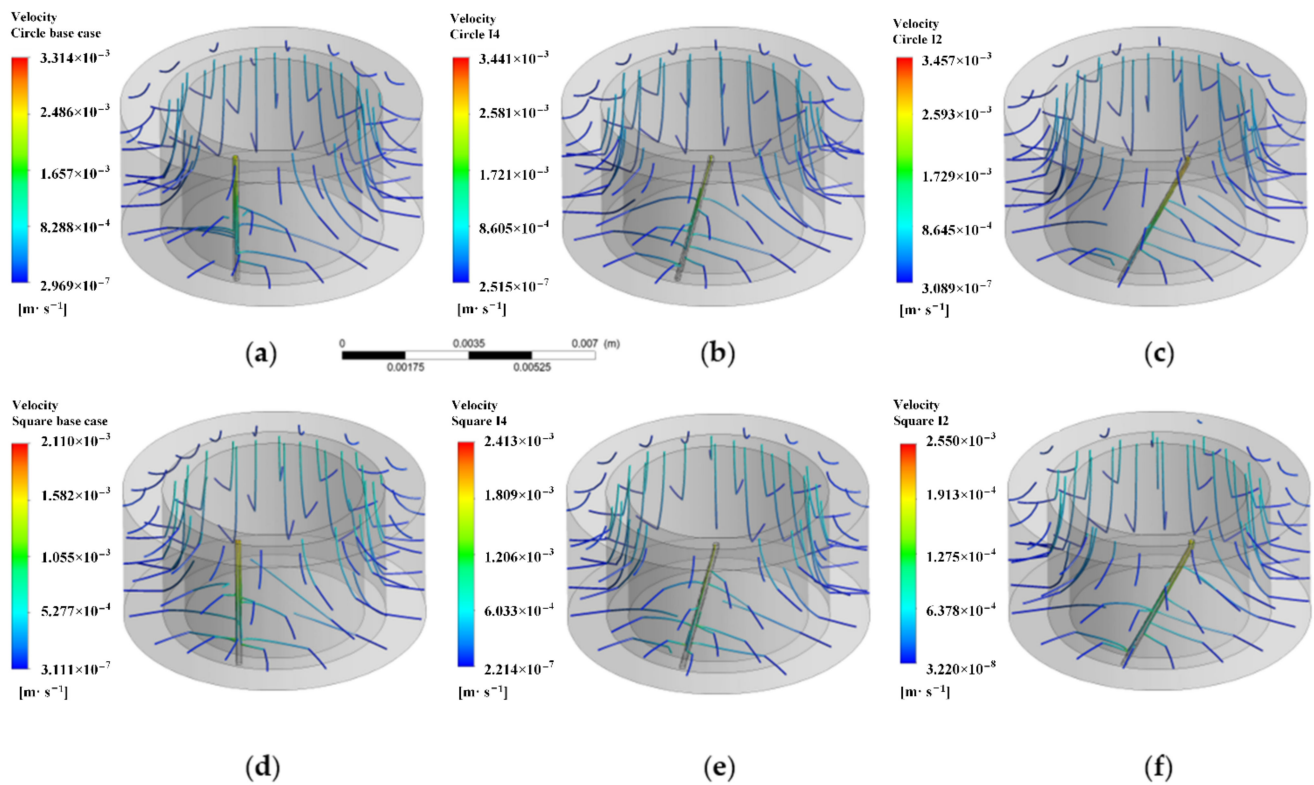 Velocity
Circle base case
3.314×10⁻³
2.486×10⁻³
1.657×10⁻³
8.288×10⁻⁴
2.969×10⁻⁷
[m· s⁻¹]
(a)
Velocity
Circle I4
3.441×10⁻³
2.581×10⁻³
1.721×10⁻³
8.605×10⁻⁴
2.515×10⁻⁷
[m· s⁻¹]
(b)
Velocity
Circle I2
3.457×10⁻³
2.593×10⁻³
1.729×10⁻³
8.645×10⁻⁴
3.089×10⁻⁷
[m· s⁻¹]
(c)
0 0.0035 0.007 (m)
0.00175 0.00525
Velocity
Square base case
2.110×10⁻³
1.582×10⁻³
1.055×10⁻³
5.277×10⁻⁴
3.111×10⁻⁷
[m· s⁻¹]
(d)
Velocity
Square I4
2.413×10⁻³
1.809×10⁻³
1.206×10⁻³
6.033×10⁻⁴
2.214×10⁻⁷
[m· s⁻¹]
(e)
Velocity
Square I2
2.550×10⁻³
1.913×10⁻⁴
1.275×10⁻⁴
6.378×10⁻⁴
3.220×10⁻⁸
[m· s⁻¹]
(f)